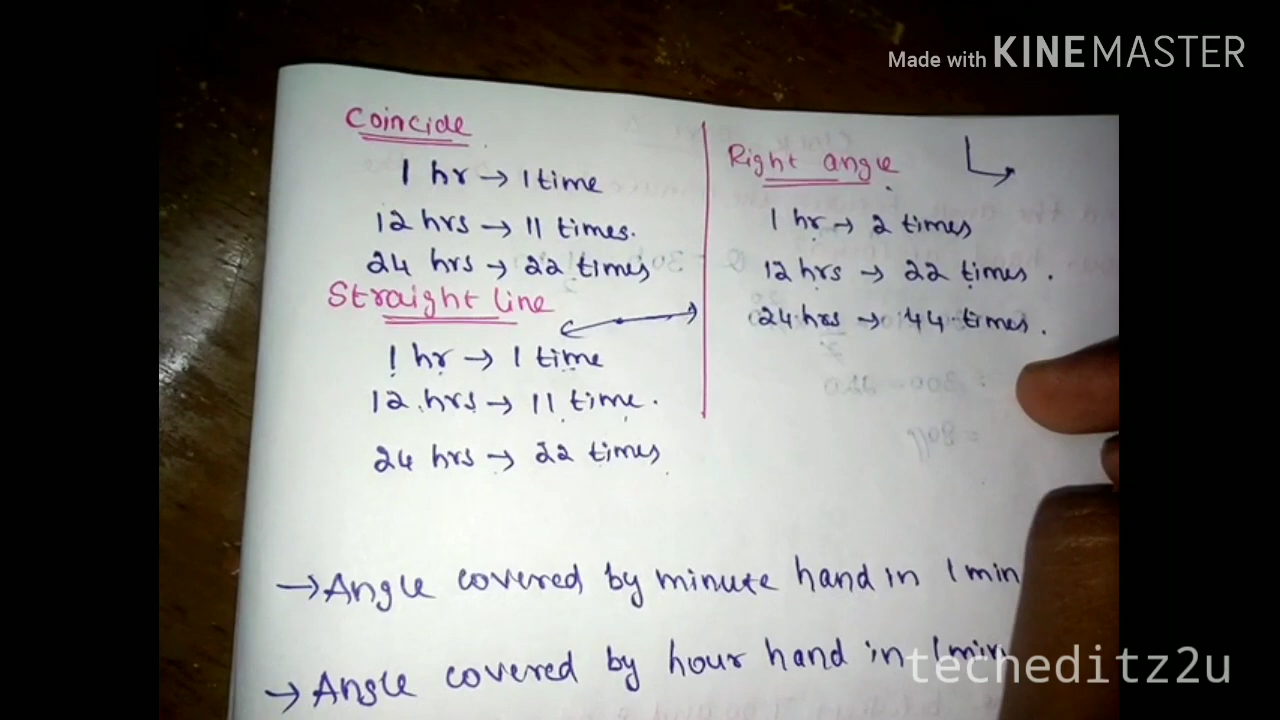 Made with KINEMASTER
Coincide
1 hr → 1 time
12 hrs → 11 times.
24 hrs → 22 times
Straight line
1 hr → 1 time
12 hrs → 11 time.
24 hrs → 22 times
Right angle
1 hr → 2 times
12 hrs → 22 times.
24 hrs → 44 times.
→ Angle covered by minute hand in 1 min
→ Angle covered by hour hand in 1 min
techeditz2u